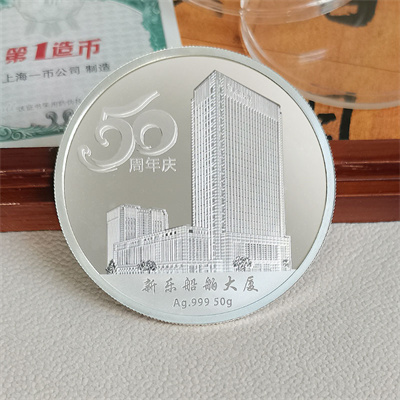 第1造币
上海一币公司 制造
50
周年庆
新乐船舶大厦
Ag.999 50g